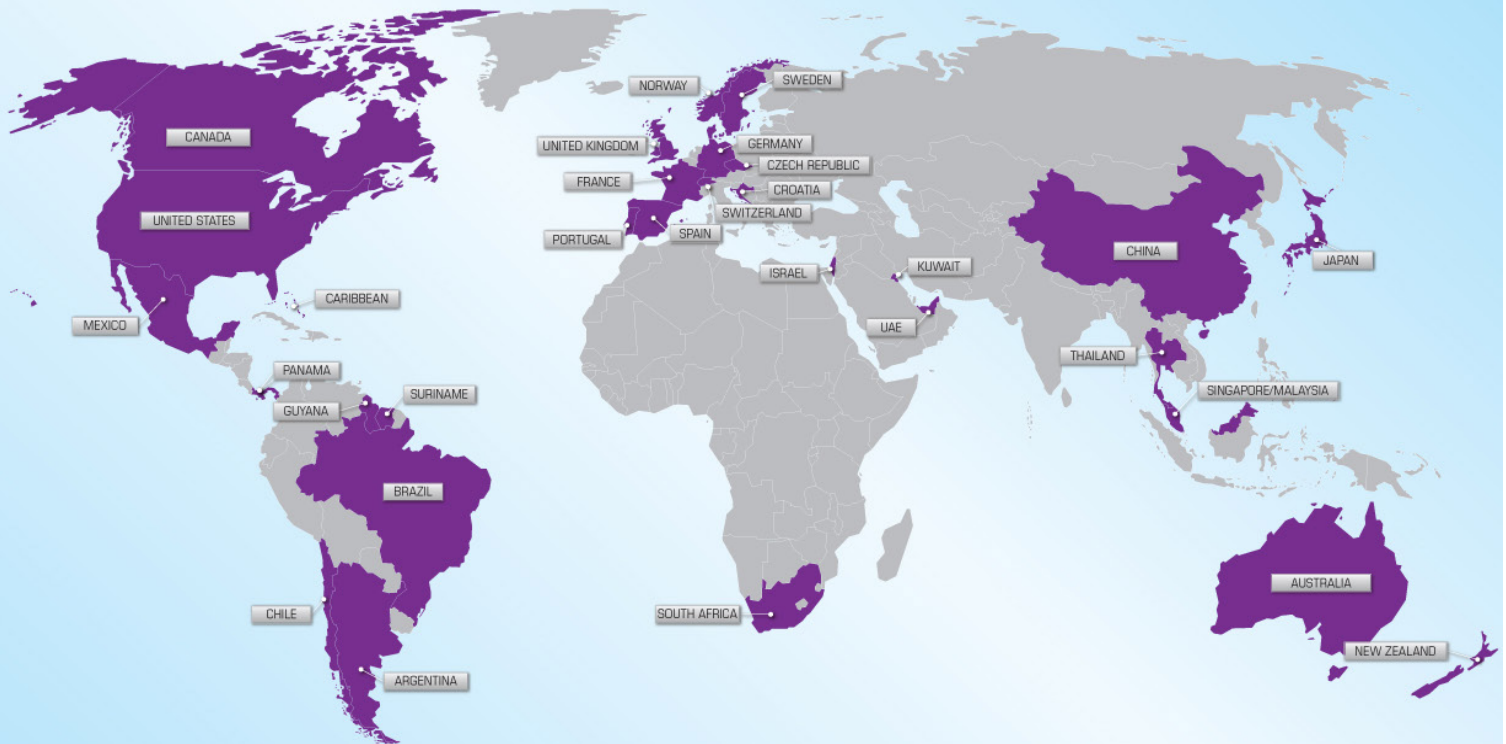 NORWAY
SWEDEN
CANADA
UNITED KINGDOM
GERMANY
CZECH REPUBLIC
FRANCE
CROATIA
SWITZERLAND
UNITED STATES
PORTUGAL
SPAIN
CHINA
JAPAN
ISRAEL
KUWAIT
CARIBBEAN
MEXICO
UAE
THAILAND
PANAMA
SURINAME
GUYANA
SINGAPORE/MALAYSIA
BRAZIL
AUSTRALIA
CHILE
SOUTH AFRICA
NEW ZEALAND
ARGENTINA